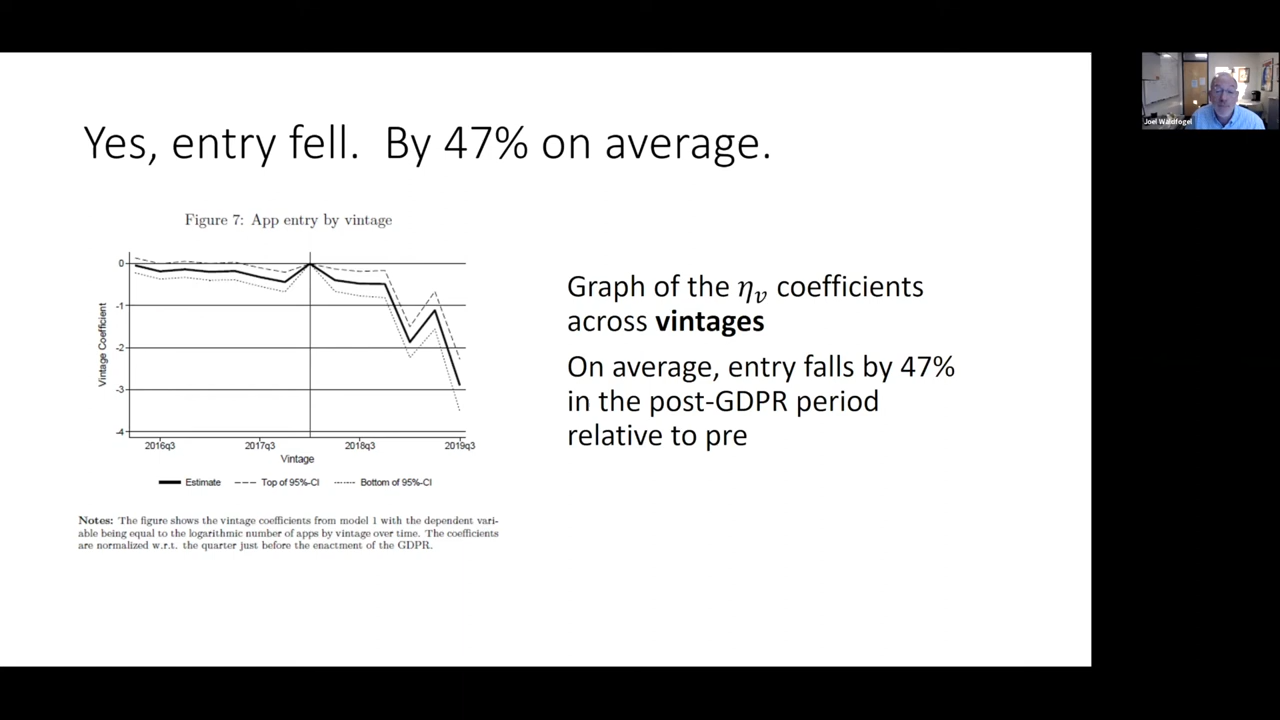 Yes, entry fell. By 47% on average.
Joel Waldfogel
Figure 7: App entry by vintage
0
-1
-2
-3
-4
Vintage Coefficient
2016q3 2017q3 2018q3 2019q3
Vintage
Estimate Top of 95%-CI Bottom of 95%-CI
Notes: The figure shows the vintage coefficients from model 1 with the dependent vari-
able being equal to the logarithmic number of apps by vintage over time. The coefficients
are normalized w.r.t. the quarter just before the enactment of the GDPR.
Graph of the ηᵥ coefficients
across vintages
On average, entry falls by 47%
in the post-GDPR period
relative to pre